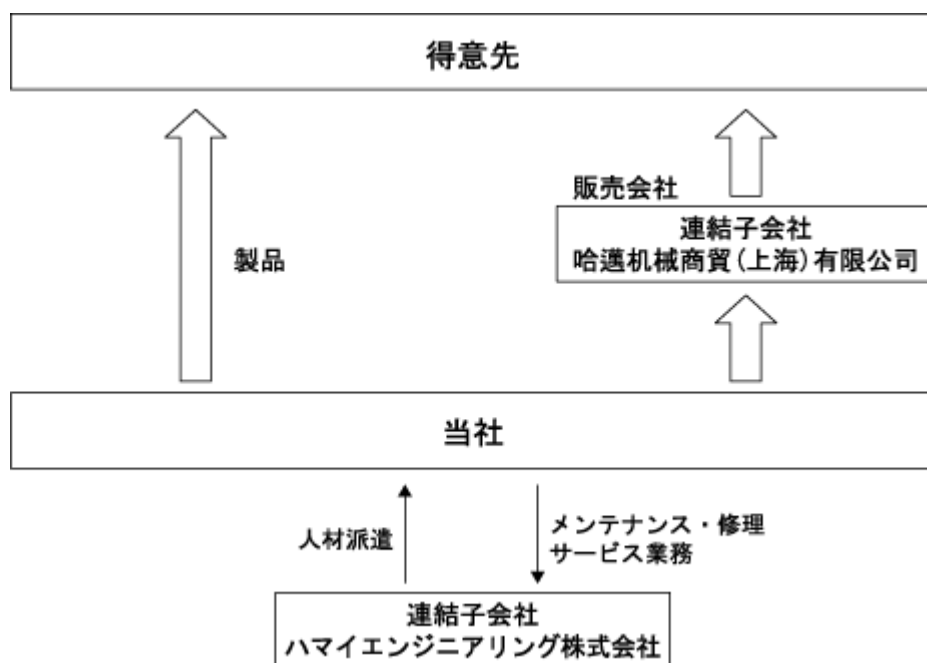 得意先
販売会社
連結子会社
哈邁机械商貿(上海)有限公司
製品
当社
人材派遣
メンテナンス・修理
サービス業務
連結子会社
ハマイエンジニアリング株式会社